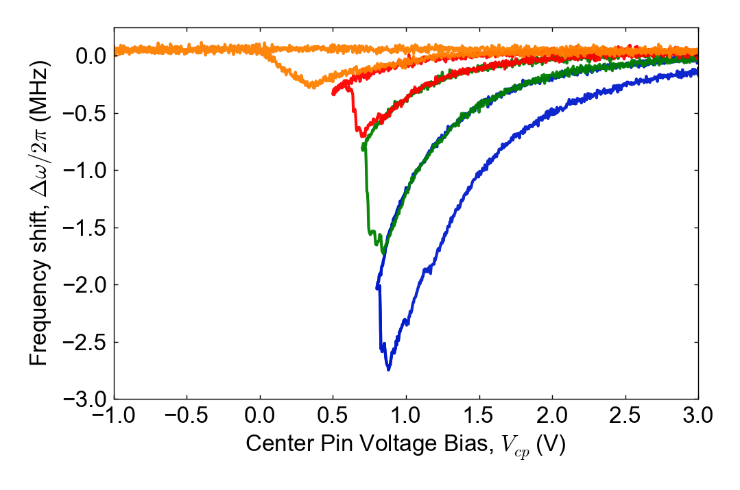 0.0
−0.5
−1.0
−1.5
−2.0
−2.5
−3.0
Frequency shift, Δω/2π (MHz)
−1.0 −0.5 0.0 0.5 1.0 1.5 2.0 2.5 3.0
Center Pin Voltage Bias, V_cp (V)